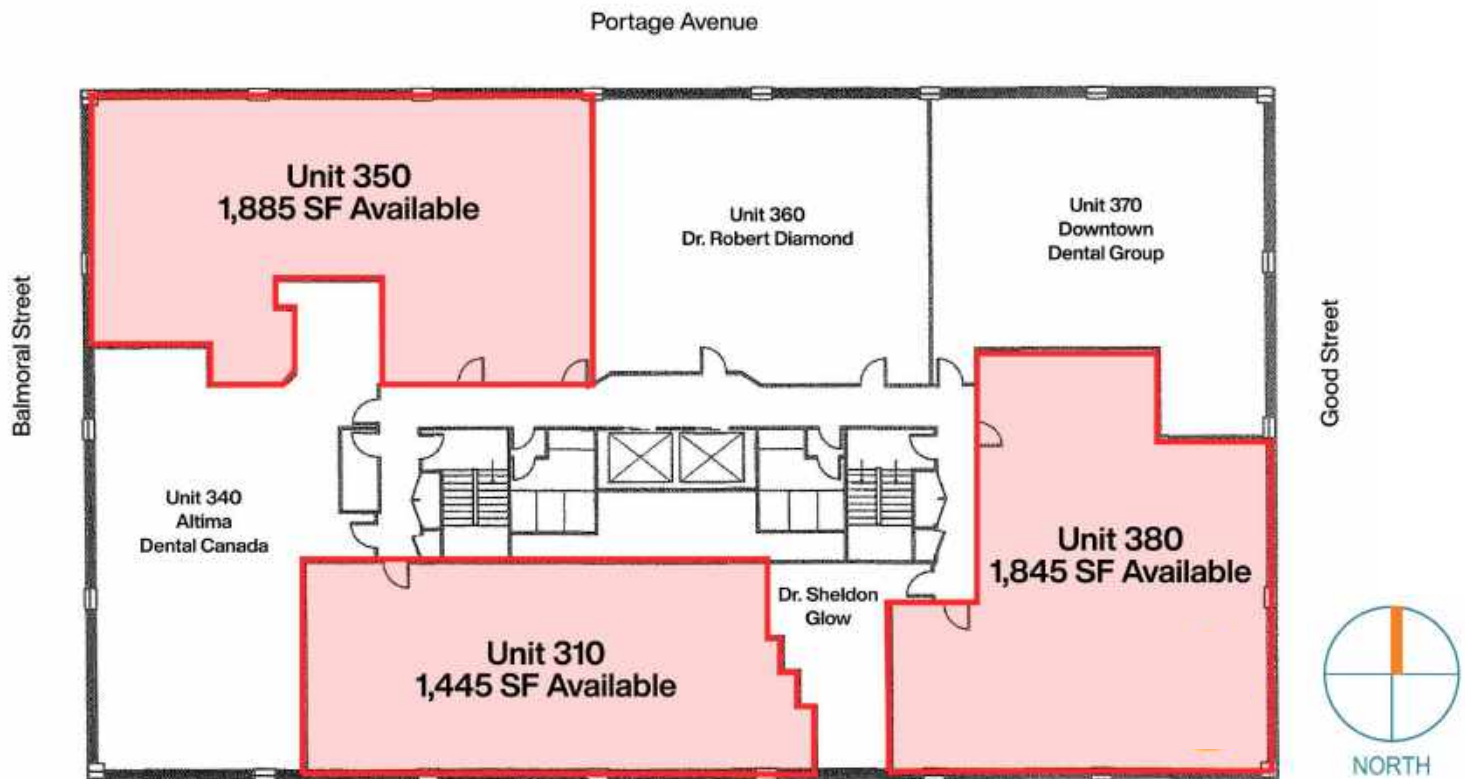 Portage Avenue
Unit 350
1,885 SF Available
Unit 360
Dr. Robert Diamond
Unit 370
Downtown
Dental Group
Balmoral Street
Good Street
Unit 340
Altima
Dental Canada
Unit 380
1,845 SF Available
Dr. Sheldon
Glow
Unit 310
1,445 SF Available
NORTH